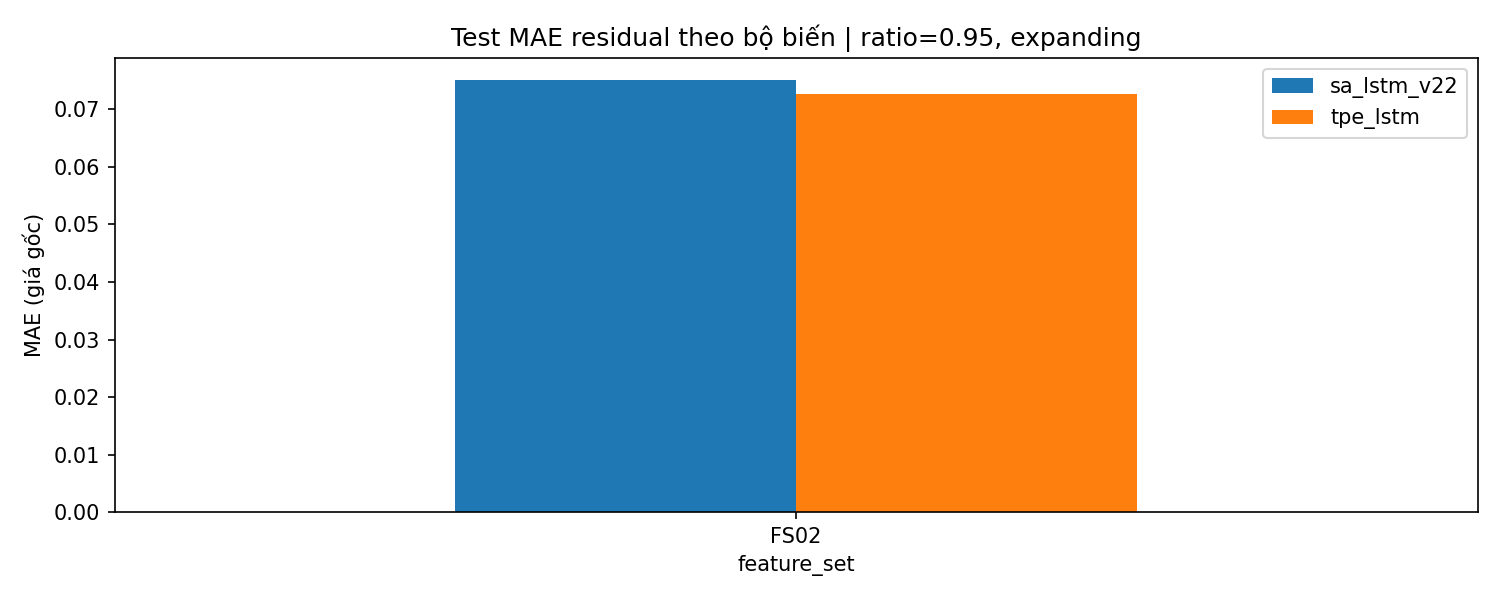 Test MAE residual theo bộ biến | ratio=0.95, expanding
sa_lstm_v22
tpe_lstm
MAE (giá gốc)
0.07
0.06
0.05
0.04
0.03
0.02
0.01
0.00
FS02
feature_set